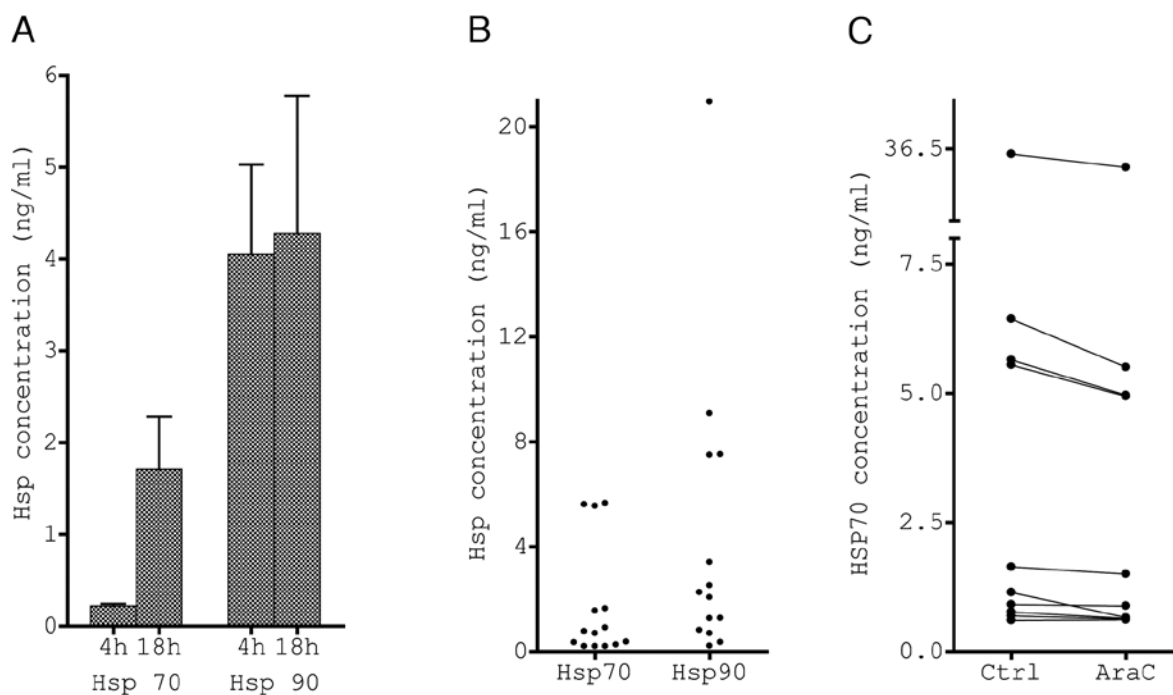 A
Hsp concentration (ng/ml)
6
5
4
3
2
1
0
4h 18h 4h 18h
Hsp 70 Hsp 90
B
Hsp concentration (ng/ml)
20
16
12
8
4
0
Hsp70 Hsp90
C
HSP70 concentration (ng/ml)
36.5
7.5
5.0
2.5
0.0
Ctrl AraC